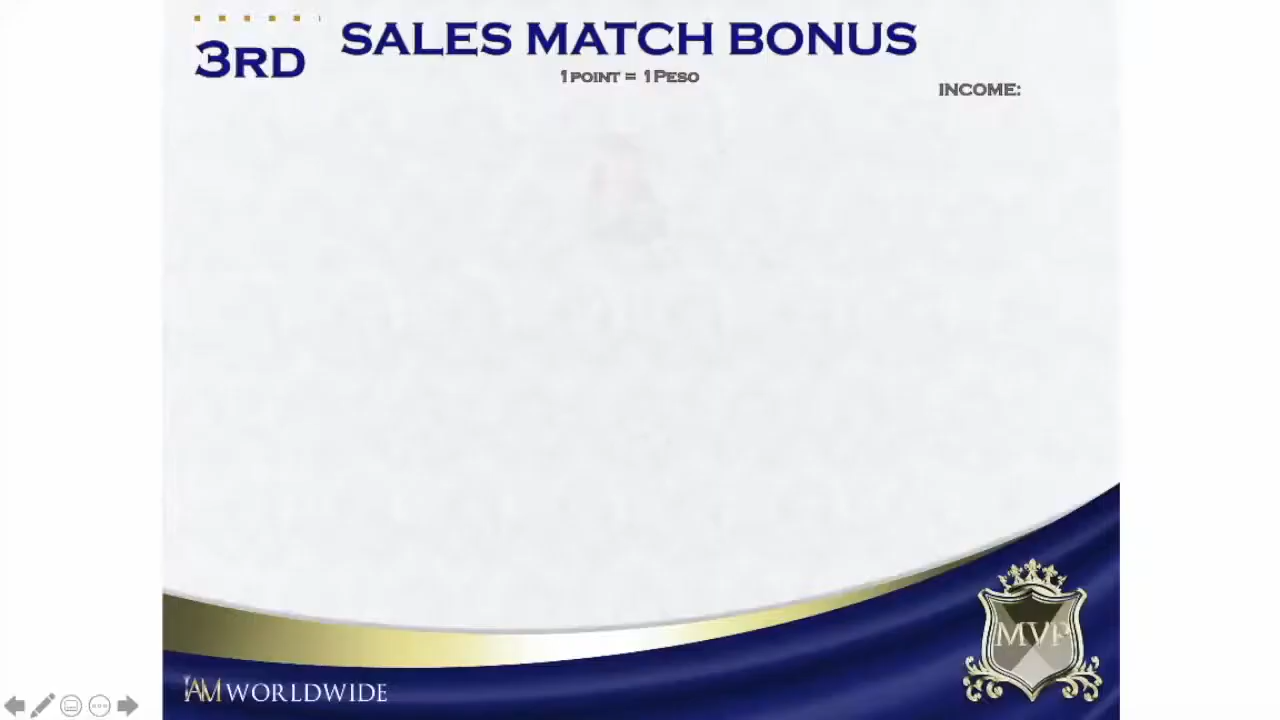 3RD
SALES MATCH BONUS
1 POINT = 1 PESO
INCOME:
MVP
IAM WORLDWIDE